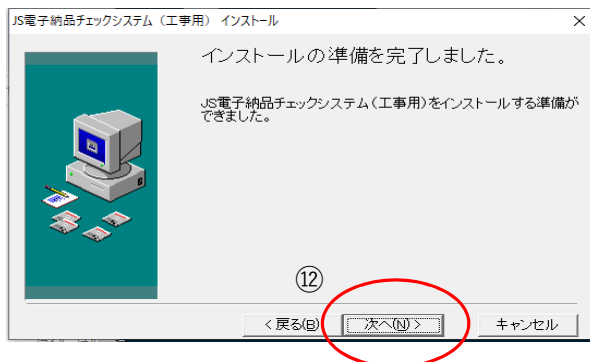 JS電子納品チェックシステム（工事用） インストール
インストールの準備を完了しました。
JS電子納品チェックシステム（工事用）をインストールする準備が
できました。
⑫
< 戻る(B) 次へ(N) > キャンセル